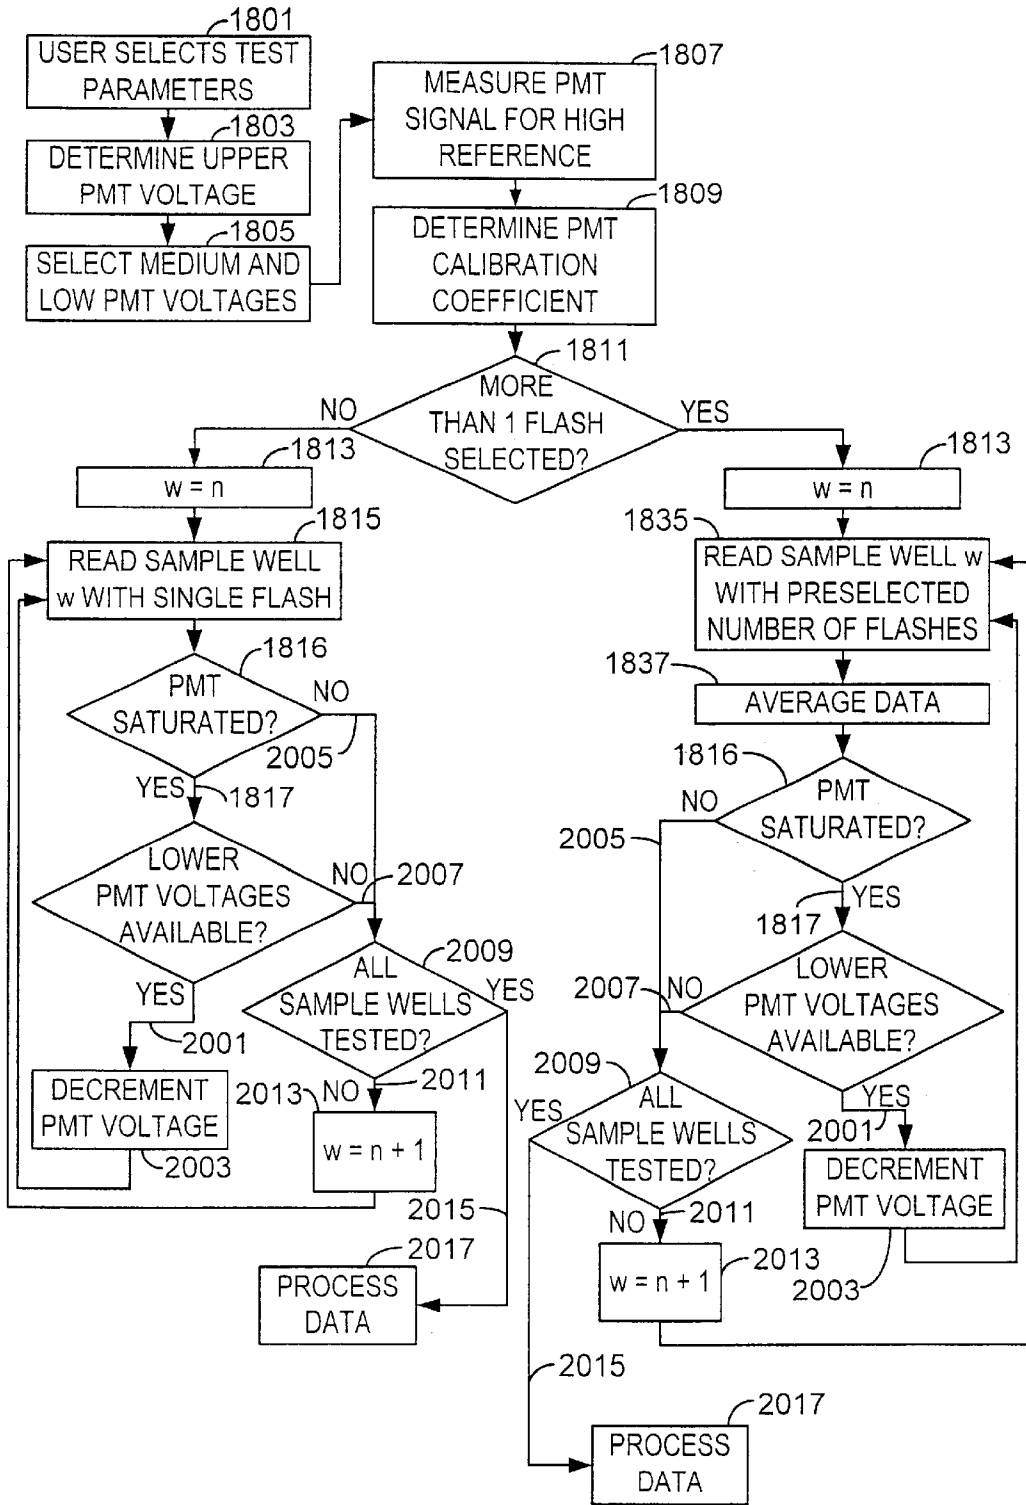 1801
USER SELECTS TEST
PARAMETERS
1803
DETERMINE UPPER
PMT VOLTAGE
1805
SELECT MEDIUM AND
LOW PMT VOLTAGES
1807
MEASURE PMT
SIGNAL FOR HIGH
REFERENCE
1809
DETERMINE PMT
CALIBRATION
COEFFICIENT
1811
MORE
THAN 1 FLASH
SELECTED?
NO
YES
1813
w = n
1815
READ SAMPLE WELL
w WITH SINGLE FLASH
1816
PMT
SATURATED?
NO
2005
YES
1817
LOWER
PMT VOLTAGES
AVAILABLE?
NO
2007
YES
2001
DECREMENT
PMT VOLTAGE
2003
2009
ALL
SAMPLE WELLS
TESTED?
YES
NO
2011
2013
w = n + 1
2015
2017
PROCESS
DATA
1813
w = n
1835
READ SAMPLE WELL w
WITH PRESELECTED
NUMBER OF FLASHES
1837
AVERAGE DATA
1816
PMT
SATURATED?
NO
2005
YES
1817
LOWER
PMT VOLTAGES
AVAILABLE?
NO
2007
YES
2001
DECREMENT
PMT VOLTAGE
2003
2009
ALL
SAMPLE WELLS
TESTED?
YES
NO
2011
2013
w = n + 1
2015
2017
PROCESS
DATA